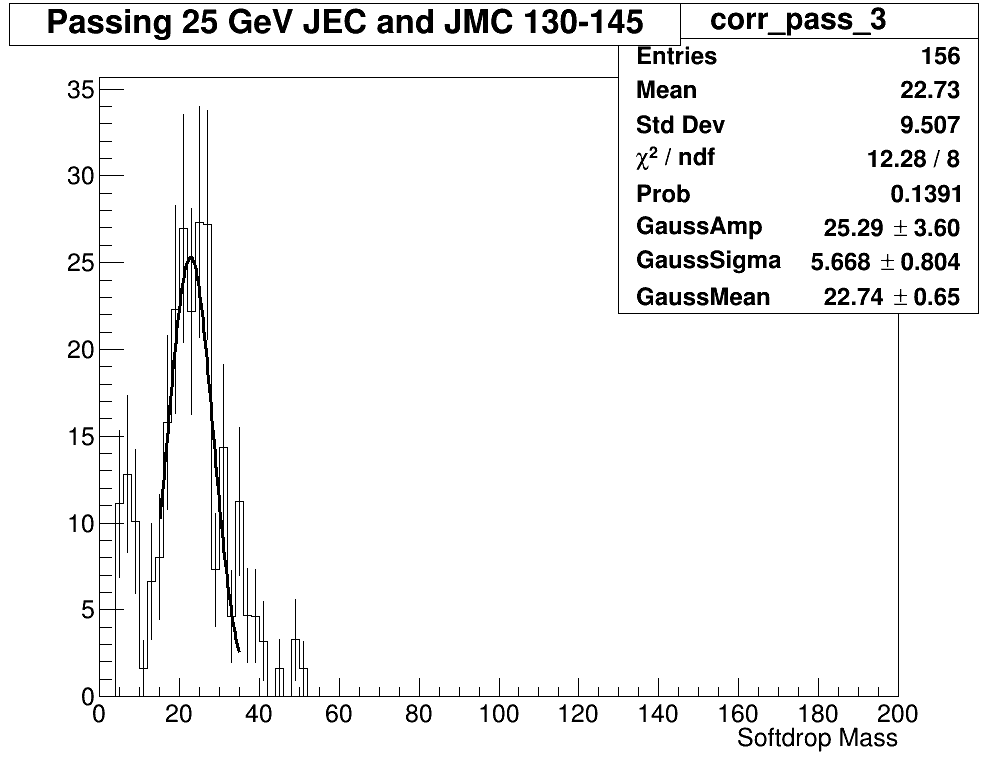 Passing 25 GeV JEC and JMC 130-145
corr_pass_3
Entries 156
Mean 22.73
Std Dev 9.507
χ² / ndf 12.28 / 8
Prob 0.1391
GaussAmp 25.29 ± 3.60
GaussSigma 5.668 ± 0.804
GaussMean 22.74 ± 0.65
35
30
25
20
15
10
5
0
0 20 40 60 80 100 120 140 160 180 200
Softdrop Mass